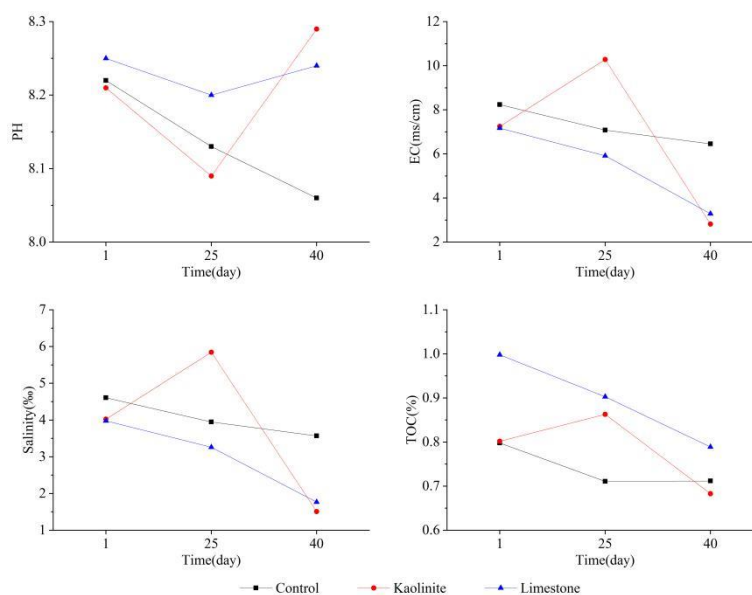 8.3
8.2
8.1
8.0
PH
1 25 40
Time(day)
12
10
8
6
4
2
EC(ms/cm)
1 25 40
Time(day)
7
6
5
4
3
2
1
Salinity(‰)
1 25 40
Time(day)
1.1
1.0
0.9
0.8
0.7
0.6
TOC(%)
1 25 40
Time(day)
Control Kaolinite Limestone